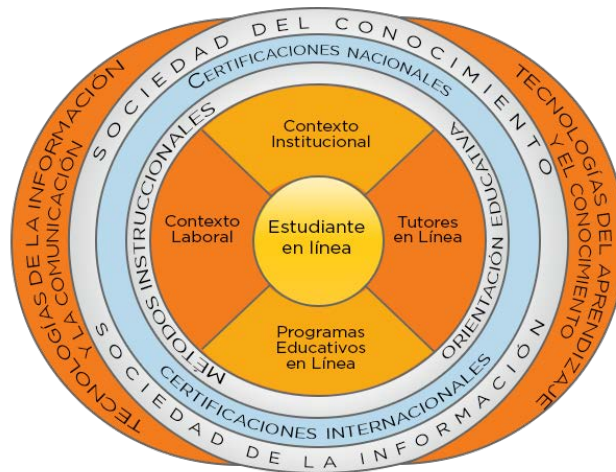 SOCIEDAD DEL CONOCIMIENTO
CERTIFICACIONES NACIONALES
TECNOLOGÍAS DE LA INFORMACIÓN
Y LA COMUNICACIÓN
TECNOLOGÍAS DEL APRENDIZAJE
Y EL CONOCIMIENTO
MÉTODOS INSTRUCCIONALES
ORIENTACIÓN EDUCATIVA
Contexto
Institucional
Contexto
Laboral
Estudiante
en línea
Tutores
en Línea
Programas
Educativos
en Línea
CERTIFICACIONES INTERNACIONALES
SOCIEDAD DE LA INFORMACIÓN